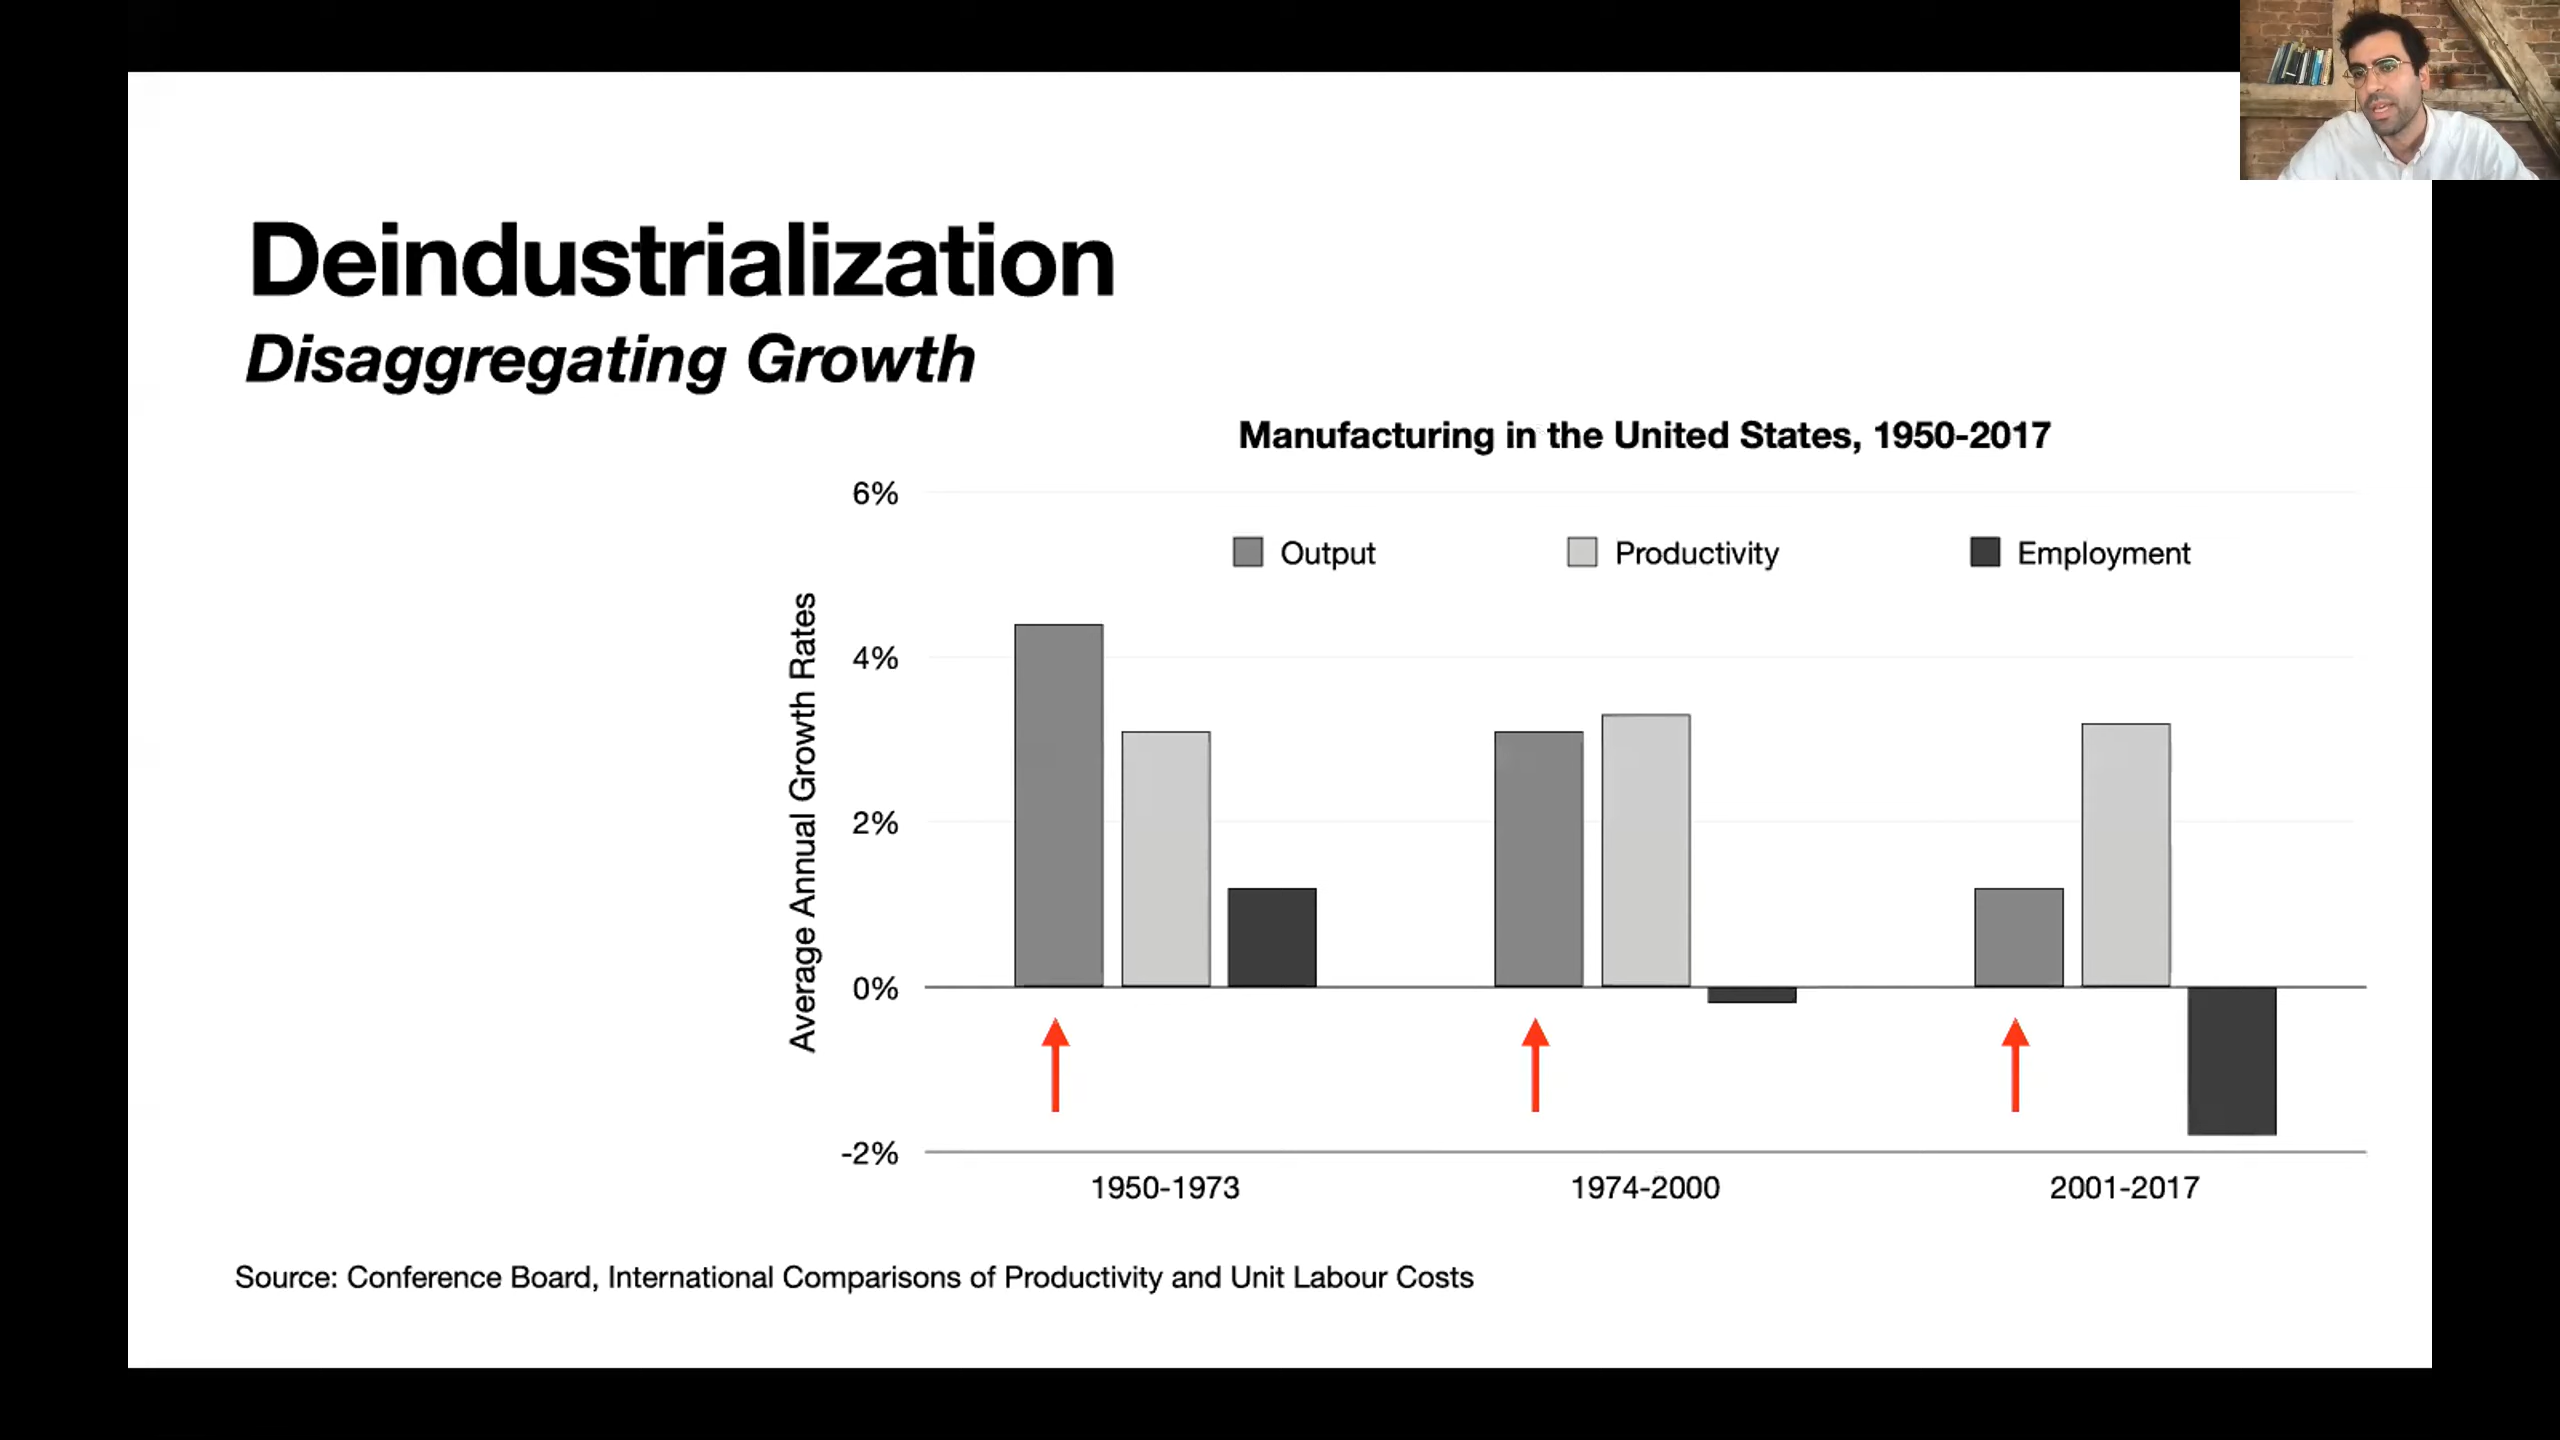 Deindustrialization
Disaggregating Growth
Manufacturing in the United States, 1950-2017
6%
Output
Productivity
Employment
Average Annual Growth Rates
4%
2%
0%
-2%
1950-1973
1974-2000
2001-2017
Source: Conference Board, International Comparisons of Productivity and Unit Labour Costs